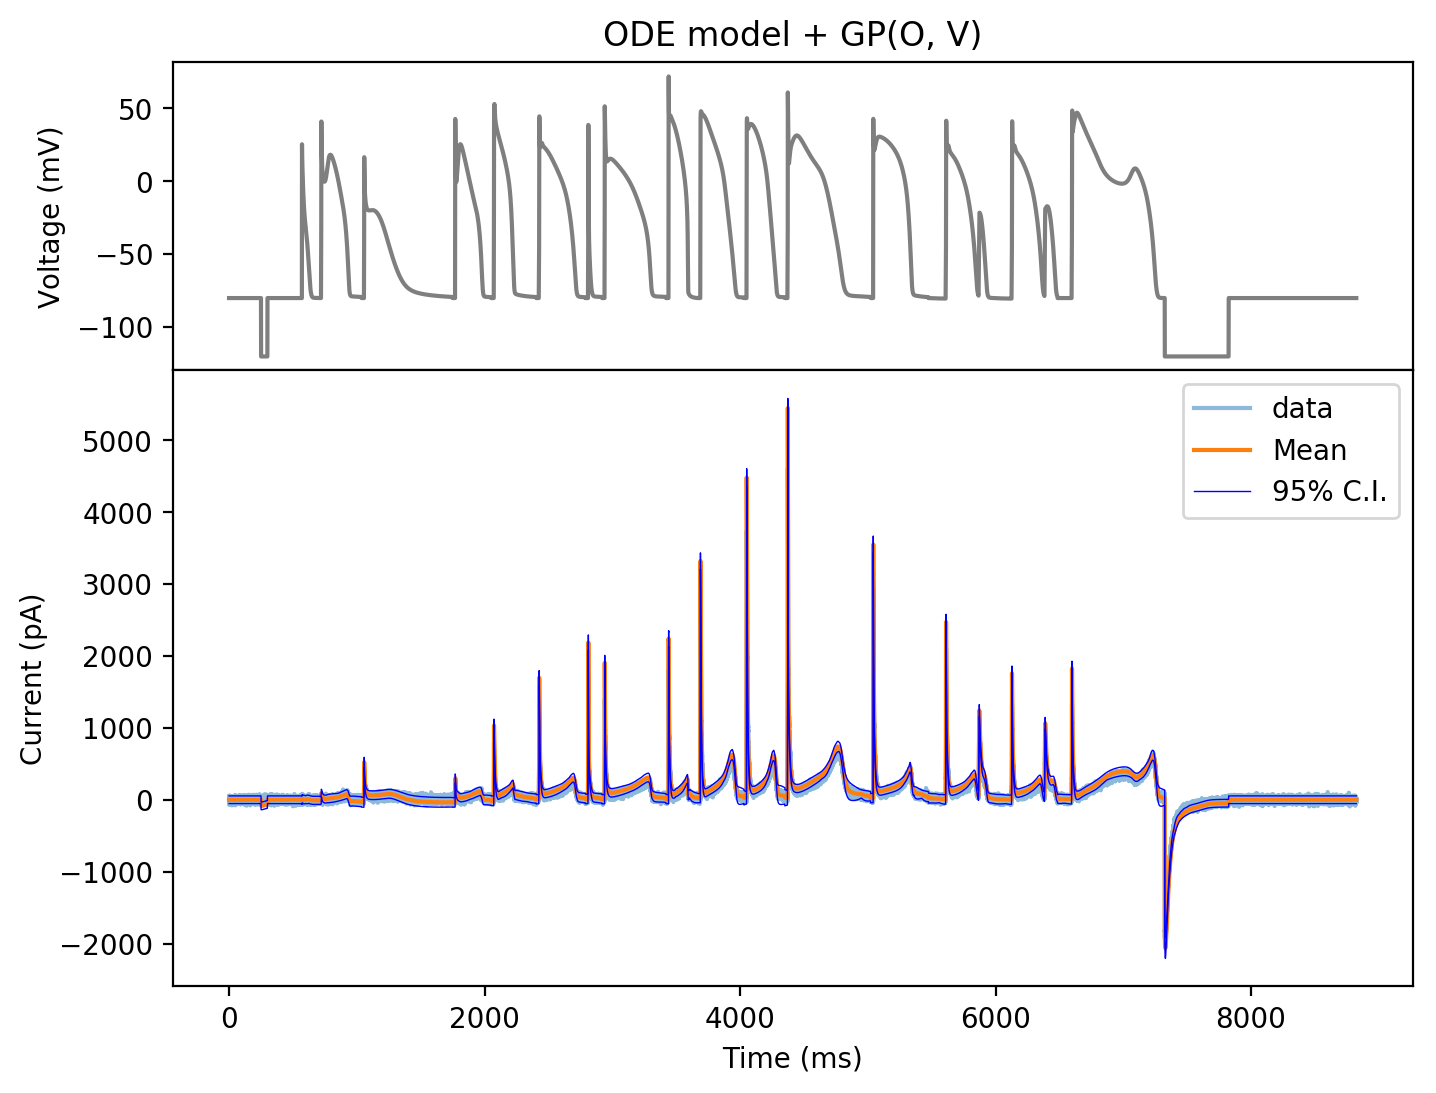 ODE model + GP(O, V)
Voltage (mV)
50
0
−50
−100
Current (pA)
5000
4000
3000
2000
1000
0
−1000
−2000
data
Mean
95% C.I.
0 2000 4000 6000 8000
Time (ms)